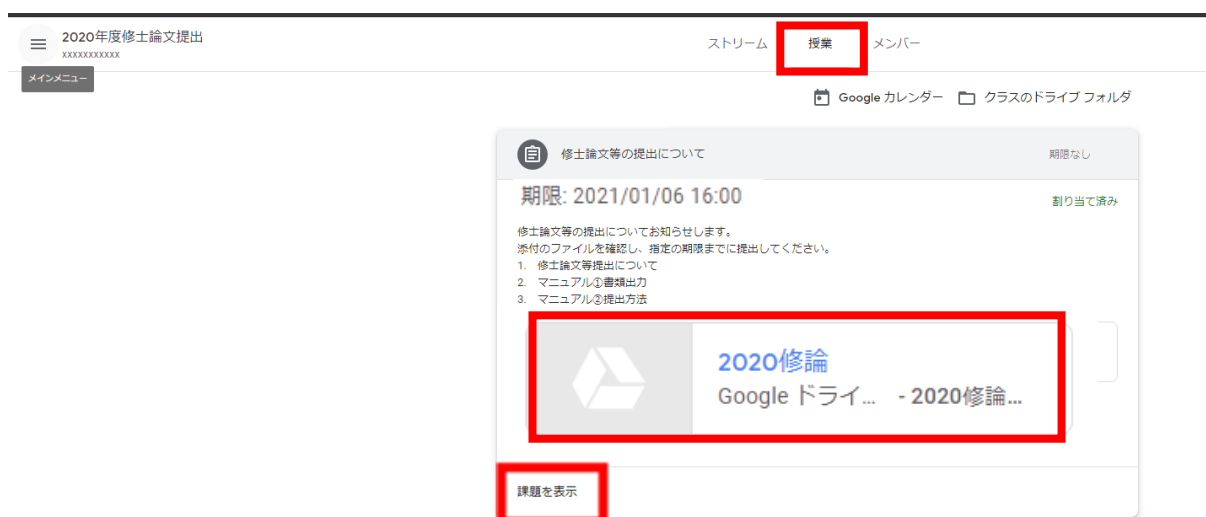 2020年度修士論文提出
xxxxxxxxxxx
メインメニュー
ストリーム 授業 メンバー
Google カレンダー クラスのドライブ フォルダ
修士論文等の提出について 期限なし
期限: 2021/01/06 16:00 割り当て済み
修士論文等の提出についてお知らせします。
添付のファイルを確認し、指定の期限までに提出してください。
1. 修士論文等提出について
2. マニュアル①書類出力
3. マニュアル②提出方法
2020修論
Google ドライ... - 2020修論...
課題を表示